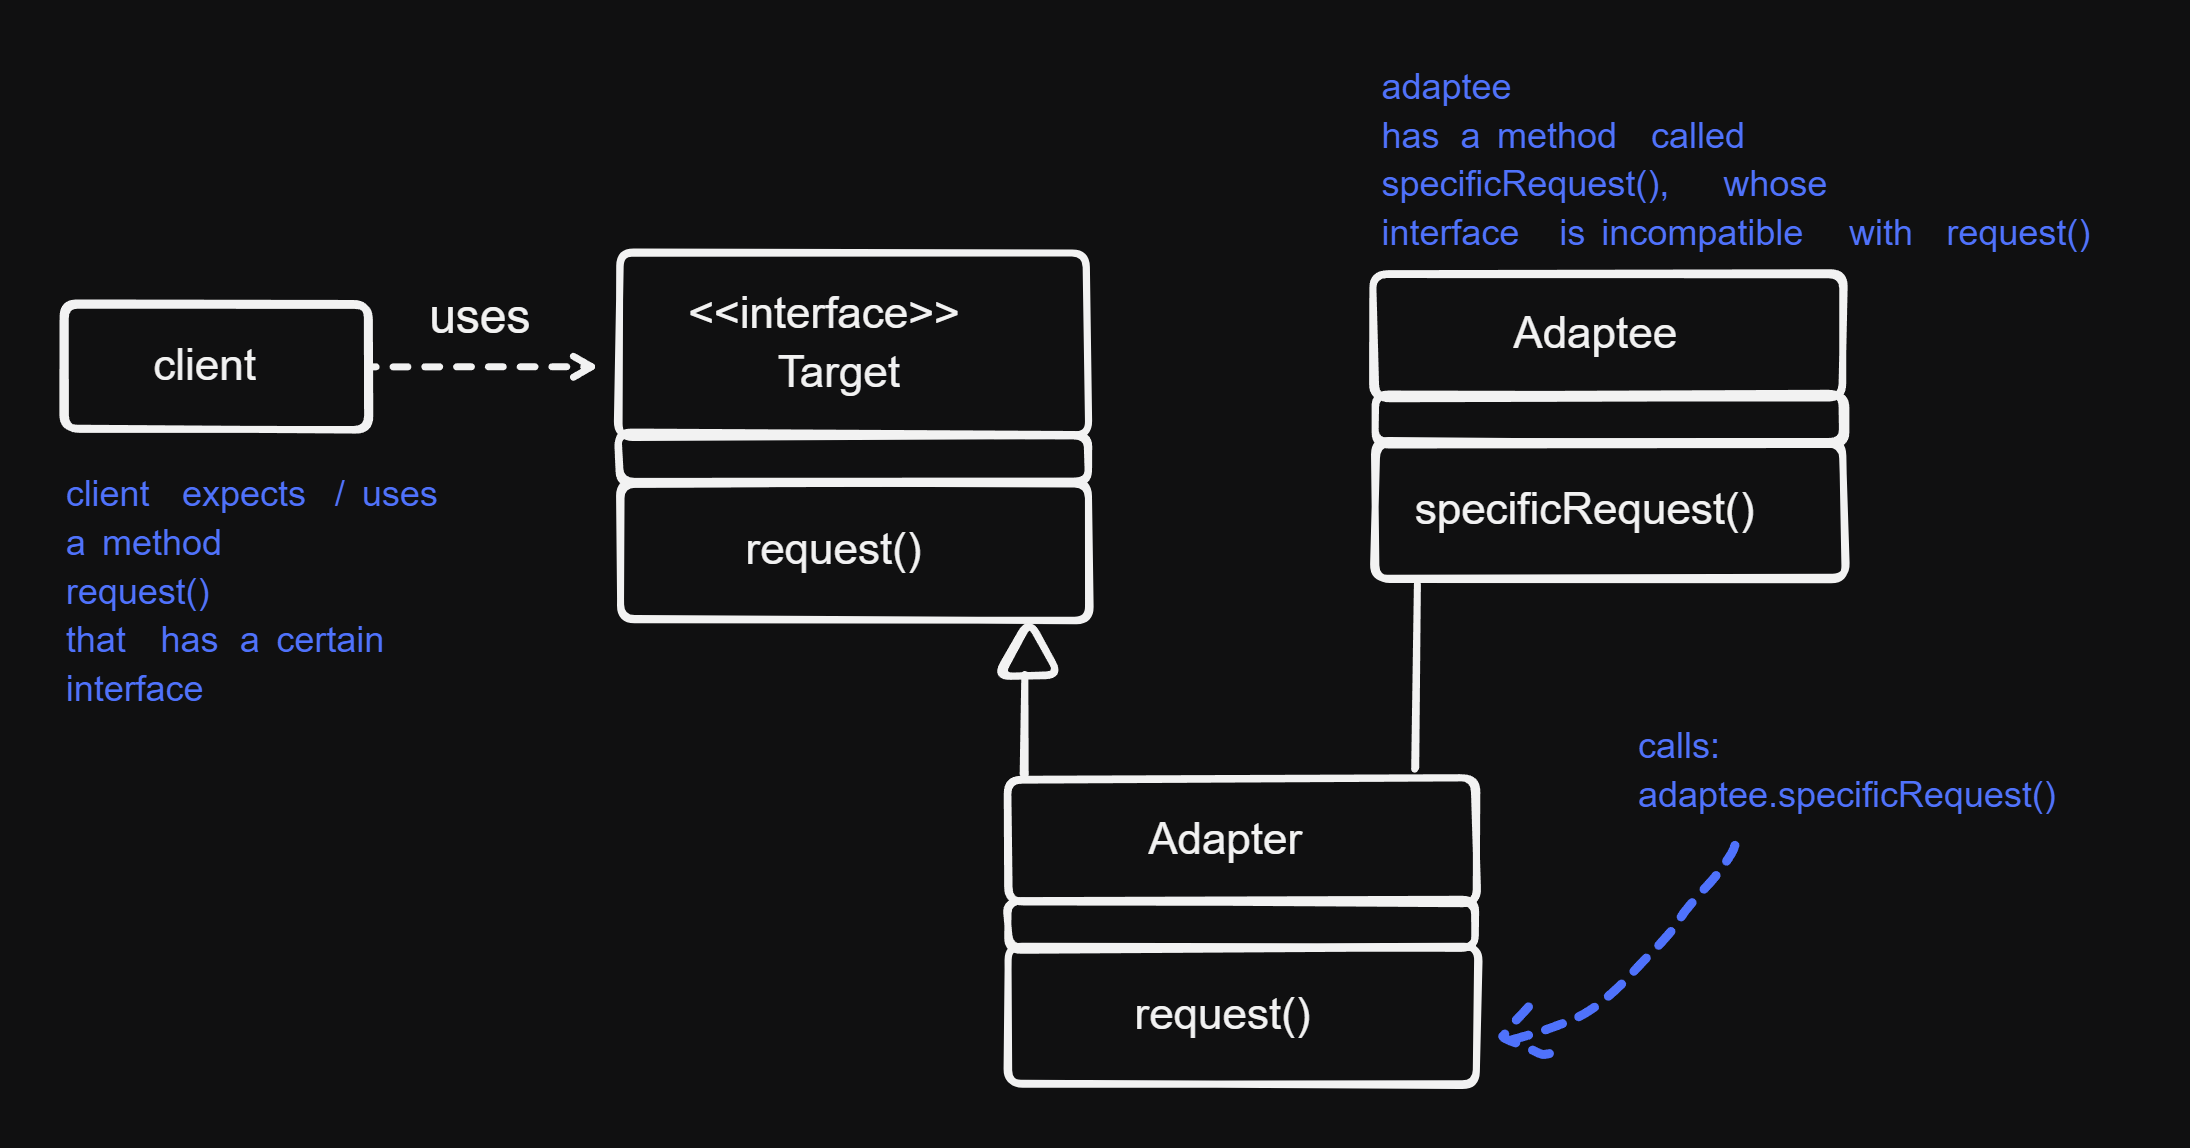 adaptee
has a method called
specificRequest(), whose
interface is incompatible with request()
client
uses
<<interface>>
Target
request()
Adaptee
specificRequest()
client expects / uses
a method
request()
that has a certain
interface
calls:
adaptee.specificRequest()
Adapter
request()